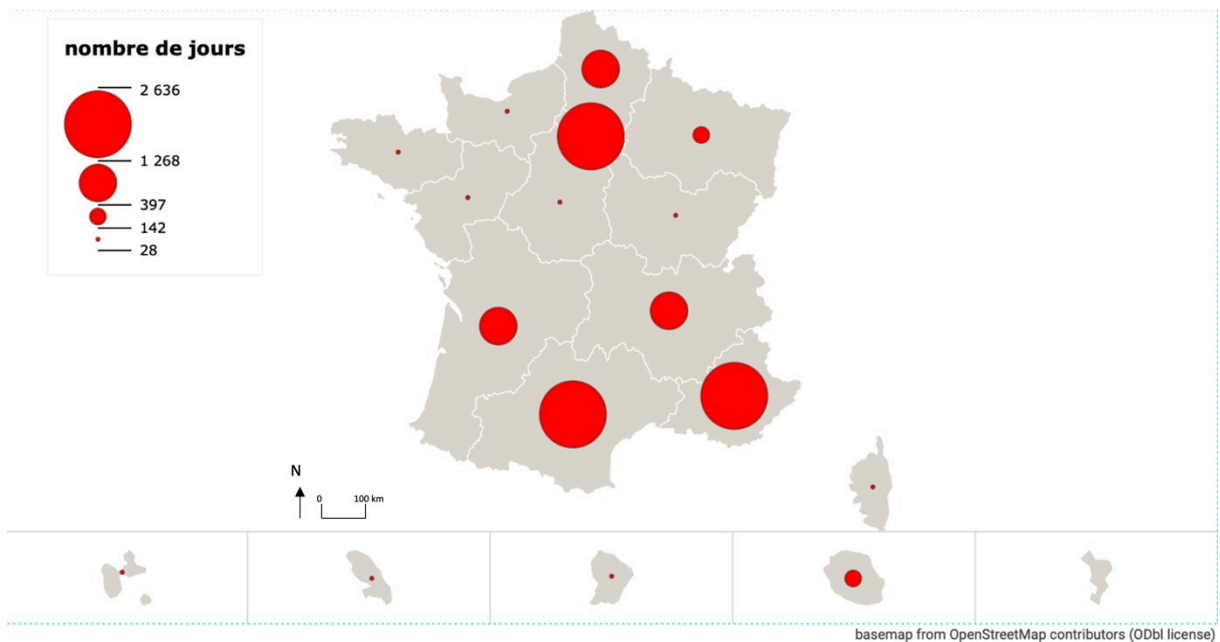 nombre de jours
2 636
1 268
397
142
28
N
0 100 km
basemap from OpenStreetMap contributors (ODbl license)